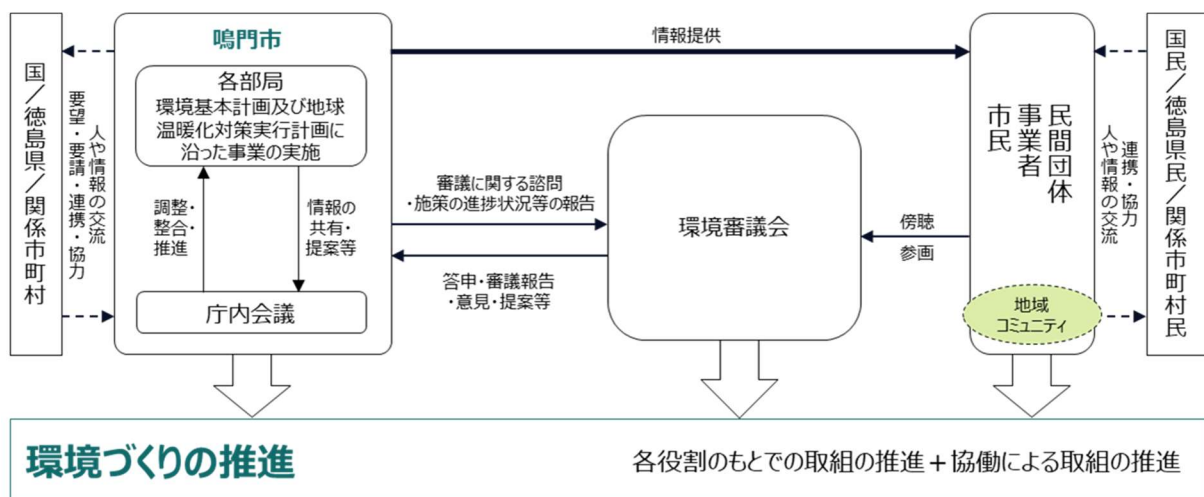 国／徳島県／関係市町村
人や情報の交流
要望・要請・連携・協力
鳴門市
各部局
環境基本計画及び地球
温暖化対策実行計画に
沿った事業の実施
調整・
整合・
推進
情報の
共有・
提案等
庁内会議
情報提供
審議に関する諮問
・施策の進捗状況等の報告
答申・審議報告
・意見・提案等
環境審議会
傍聴
参画
民間団体
事業者
市民
地域
コミュニティ
連携・協力
人や情報の交流
国民／徳島県民／関係市町村民
環境づくりの推進
各役割のもとでの取組の推進＋協働による取組の推進